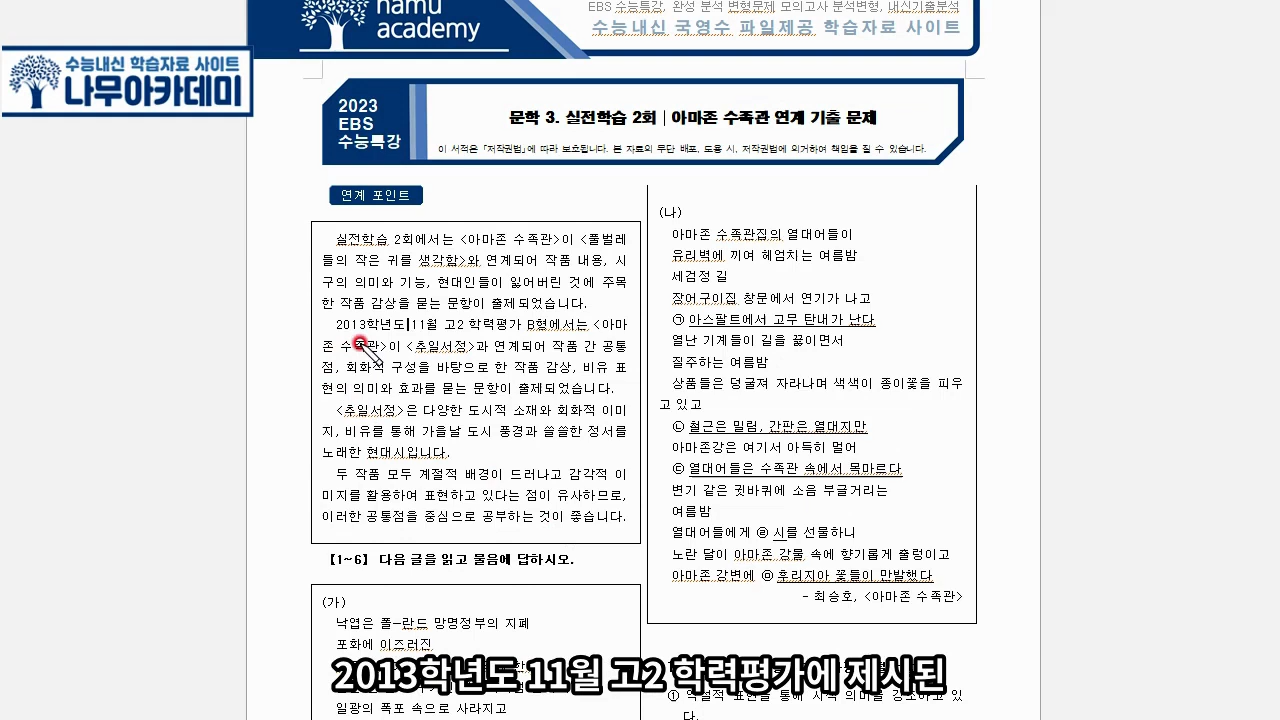 namu
academy
EBS 수능특강, 완성 분석 변형문제 모의고사 분석변형, 내신기출분석
수능내신 국영수 파일제공 학습자료 사이트
수능내신 학습자료 사이트
나무아카데미
2023
EBS
수능특강
문학 3. 실전학습 2회 | 아마존 수족관 연계 기출 문제
이 서적은 「저작권법」에 따라 보호됩니다. 본 자료의 무단 배포, 도용 시, 저작권법에 의거하여 책임을 질 수 있습니다.
연계 포인트
실전학습 2회에서는 <아마존 수족관>이 <풀벌레
들의 작은 귀를 생각함>와 연계되어 작품 내용, 시
구의 의미와 기능, 현대인들이 잃어버린 것에 주목
한 작품 감상을 묻는 문항이 출제되었습니다.
2013학년도 11월 고2 학력평가 B형에서는 <아마
존 수족관>이 <추일서정>과 연계되어 작품 간 공통
점, 회화적 구성을 바탕으로 한 작품 감상, 비유 표
현의 의미와 효과를 묻는 문항이 출제되었습니다.
<추일서정>은 다양한 도시적 소재와 회화적 이미
지, 비유를 통해 가을날 도시 풍경과 쓸쓸한 정서를
노래한 현대시입니다.
두 작품 모두 계절적 배경이 드러나고 감각적 이
미지를 활용하여 표현하고 있다는 점이 유사하므로,
이러한 공통점을 중심으로 공부하는 것이 좋습니다.
【1~6】 다음 글을 읽고 물음에 답하시오.
(가)
낙엽은 폴-란드 망명정부의 지폐
포화에 이즈러진
일광의 폭포 속으로 사라지고
(나)
아마존 수족관집의 열대어들이
유리벽에 끼여 헤엄치는 여름밤
세검정 길
장어구이집 창문에서 연기가 나고
㉠ 아스팔트에서 고무 탄내가 난다
열난 기계들이 길을 끓이면서
질주하는 여름밤
상품들은 덩굴져 자라나며 색색이 종이꽃을 피우
고 있고
㉡ 철근은 밀림, 간판은 열대지만
아마존강은 여기서 아득히 멀어
㉢ 열대어들은 수족관 속에서 목마르다
변기 같은 귓바퀴에 소음 부글거리는
여름밤
열대어들에게 ㉣ 시를 선물하니
노란 달이 아마존 강물 속에 향기롭게 출렁이고
아마존 강변에 ㉤ 후리지아 꽃들이 만발했다
- 최승호, <아마존 수족관>
① 역설적 표현을 통해 시적 의미를 강조하고 있
다.
2013학년도 11월 고2 학력평가에 제시된